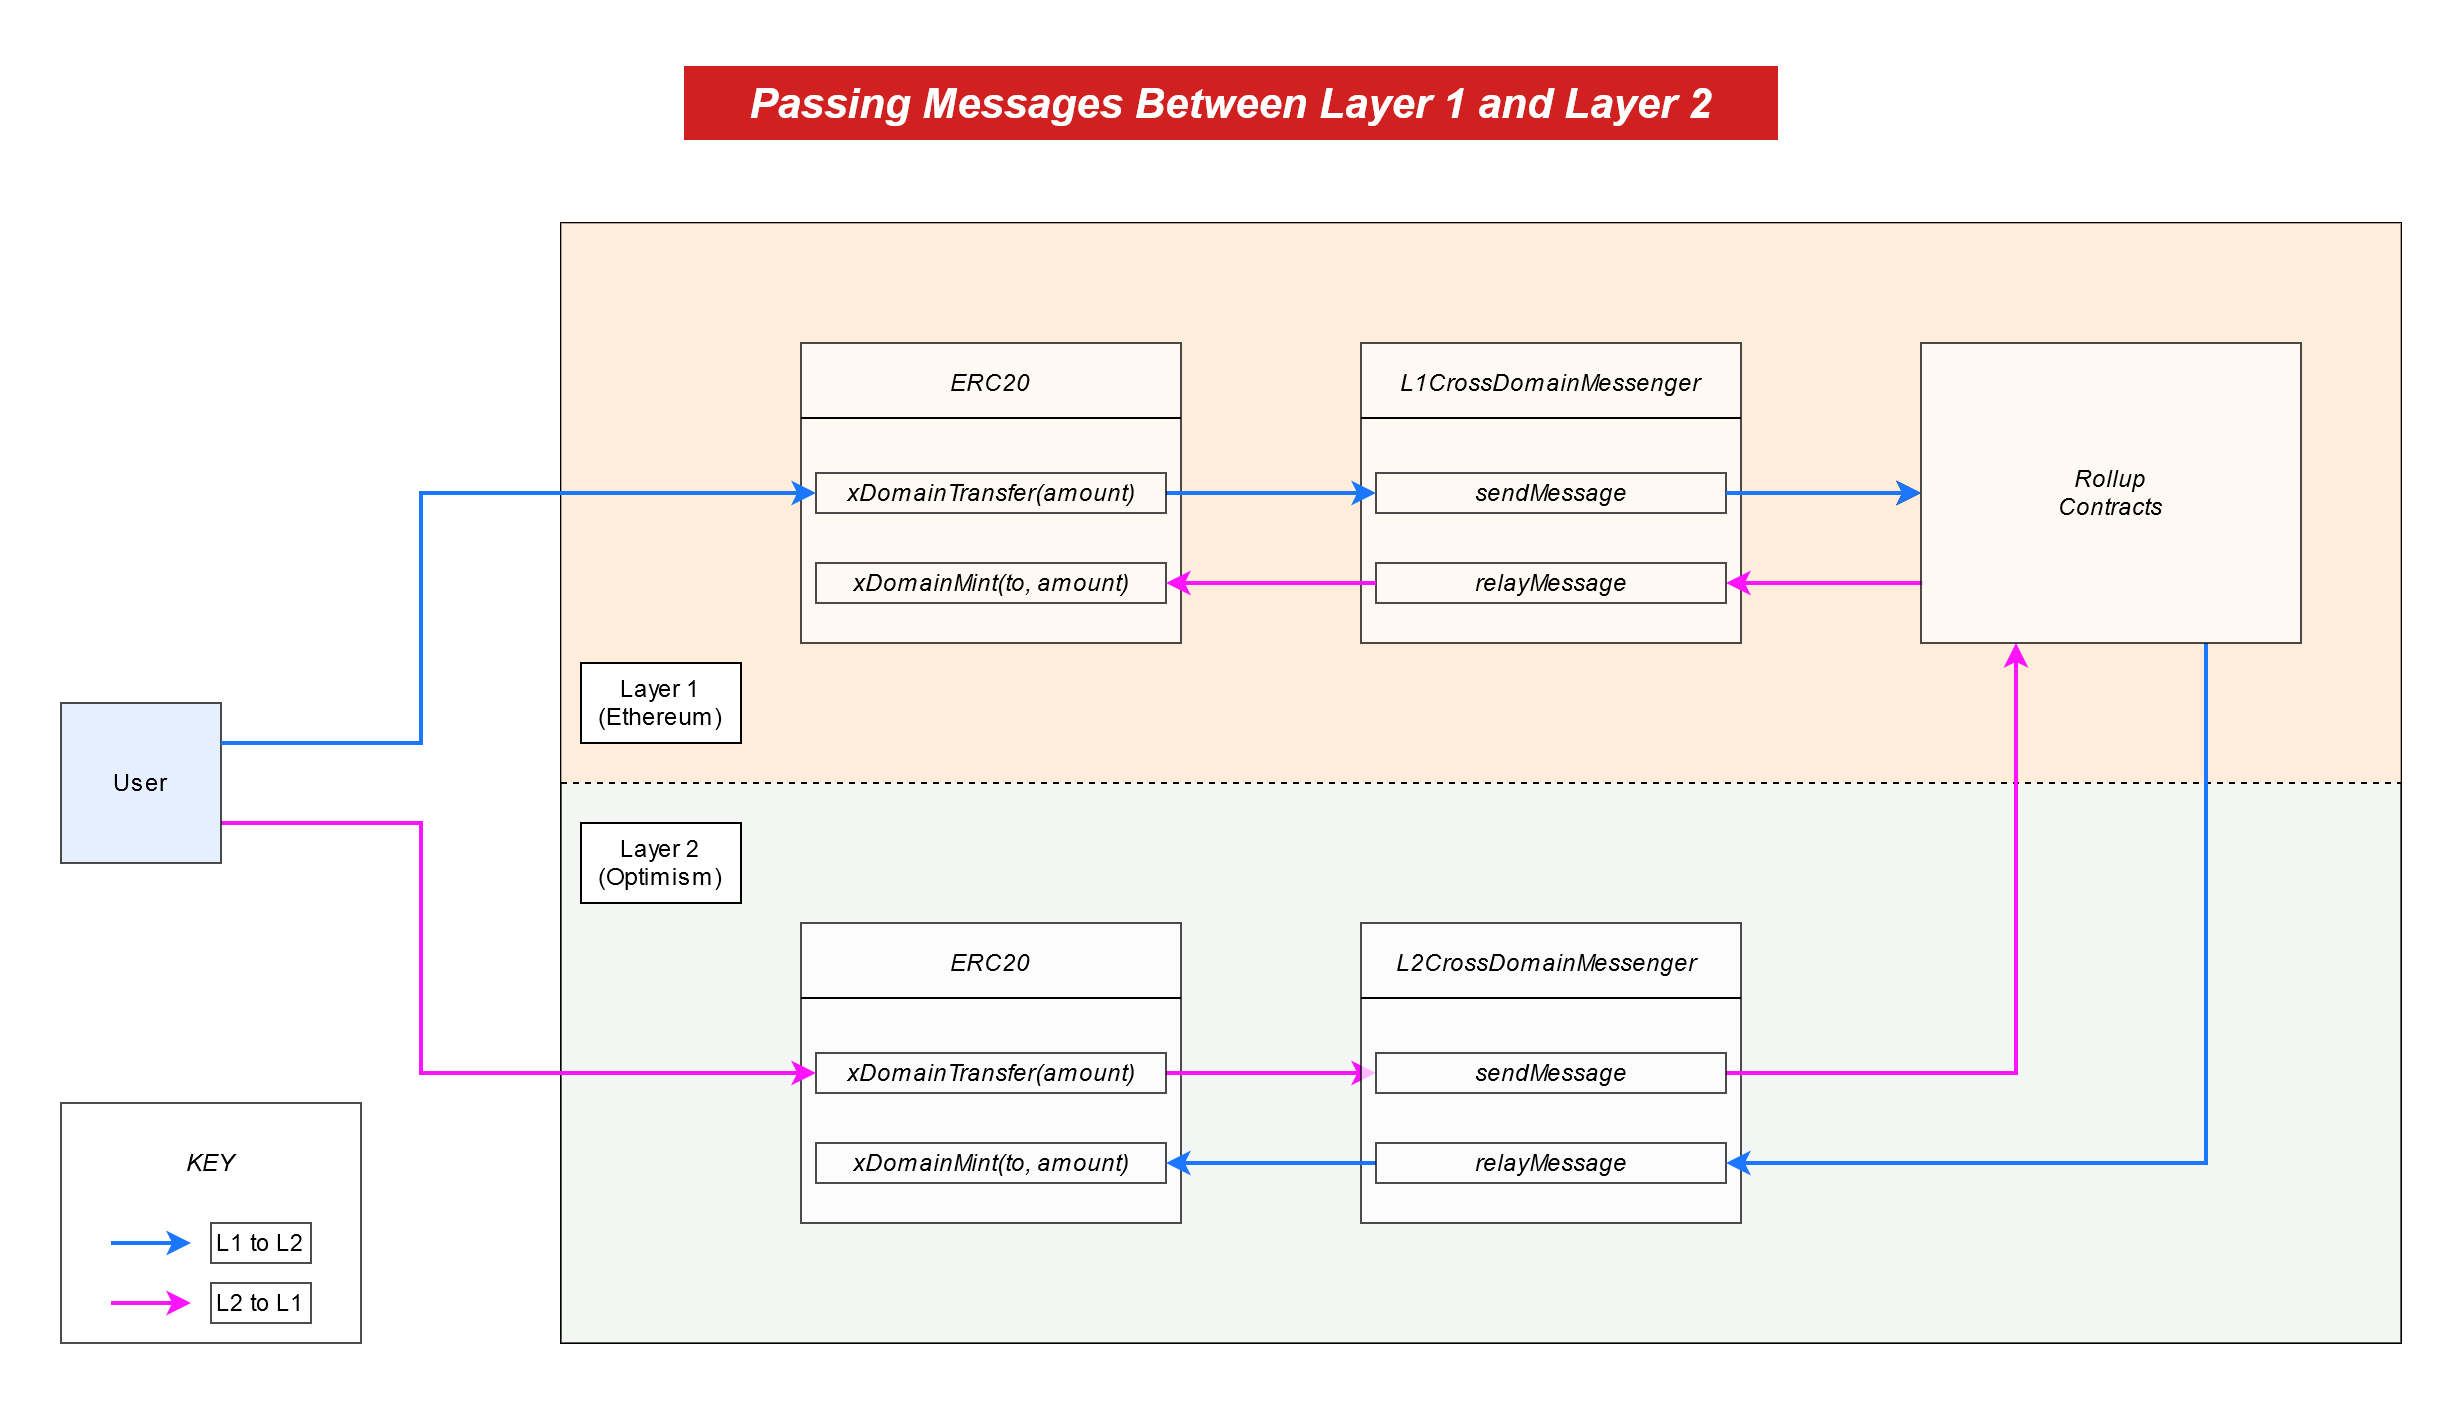 Passing Messages Between Layer 1 and Layer 2
ERC20
L1CrossDomainMessenger
xDomainTransfer(amount)
sendMessage
Rollup
Contracts
xDomainMint(to, amount)
relayMessage
Layer 1
(Ethereum)
User
Layer 2
(Optimism)
ERC20
L2CrossDomainMessenger
xDomainTransfer(amount)
sendMessage
xDomainMint(to, amount)
relayMessage
KEY
L1 to L2
L2 to L1